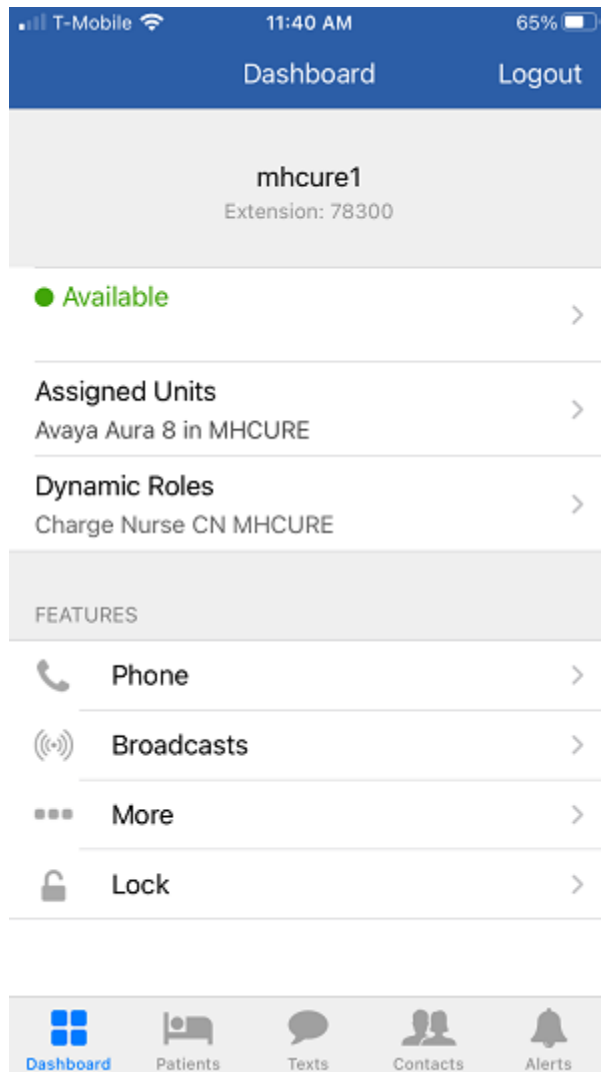 T-Mobile 11:40 AM 65%
Dashboard Logout
mhcure1
Extension: 78300
Available
Assigned Units
Avaya Aura 8 in MHCURE
Dynamic Roles
Charge Nurse CN MHCURE
FEATURES
Phone
Broadcasts
More
Lock
Dashboard Patients Texts Contacts Alerts